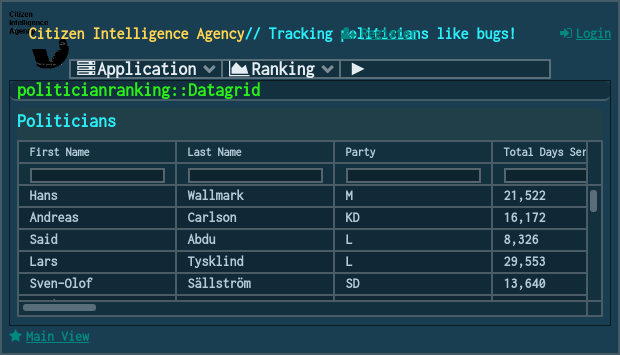 Citizen
Intelligence
Agency
Citizen Intelligence Agency// Tracking politicians like bugs!
Login
Application
Ranking
politicianranking::Datagrid
Politicians
First Name Last Name Party Total Days Ser
Hans Wallmark M 21,522
Andreas Carlson KD 16,172
Said Abdu L 8,326
Lars Tysklind L 29,553
Sven-Olof Sällström SD 13,640
Main View